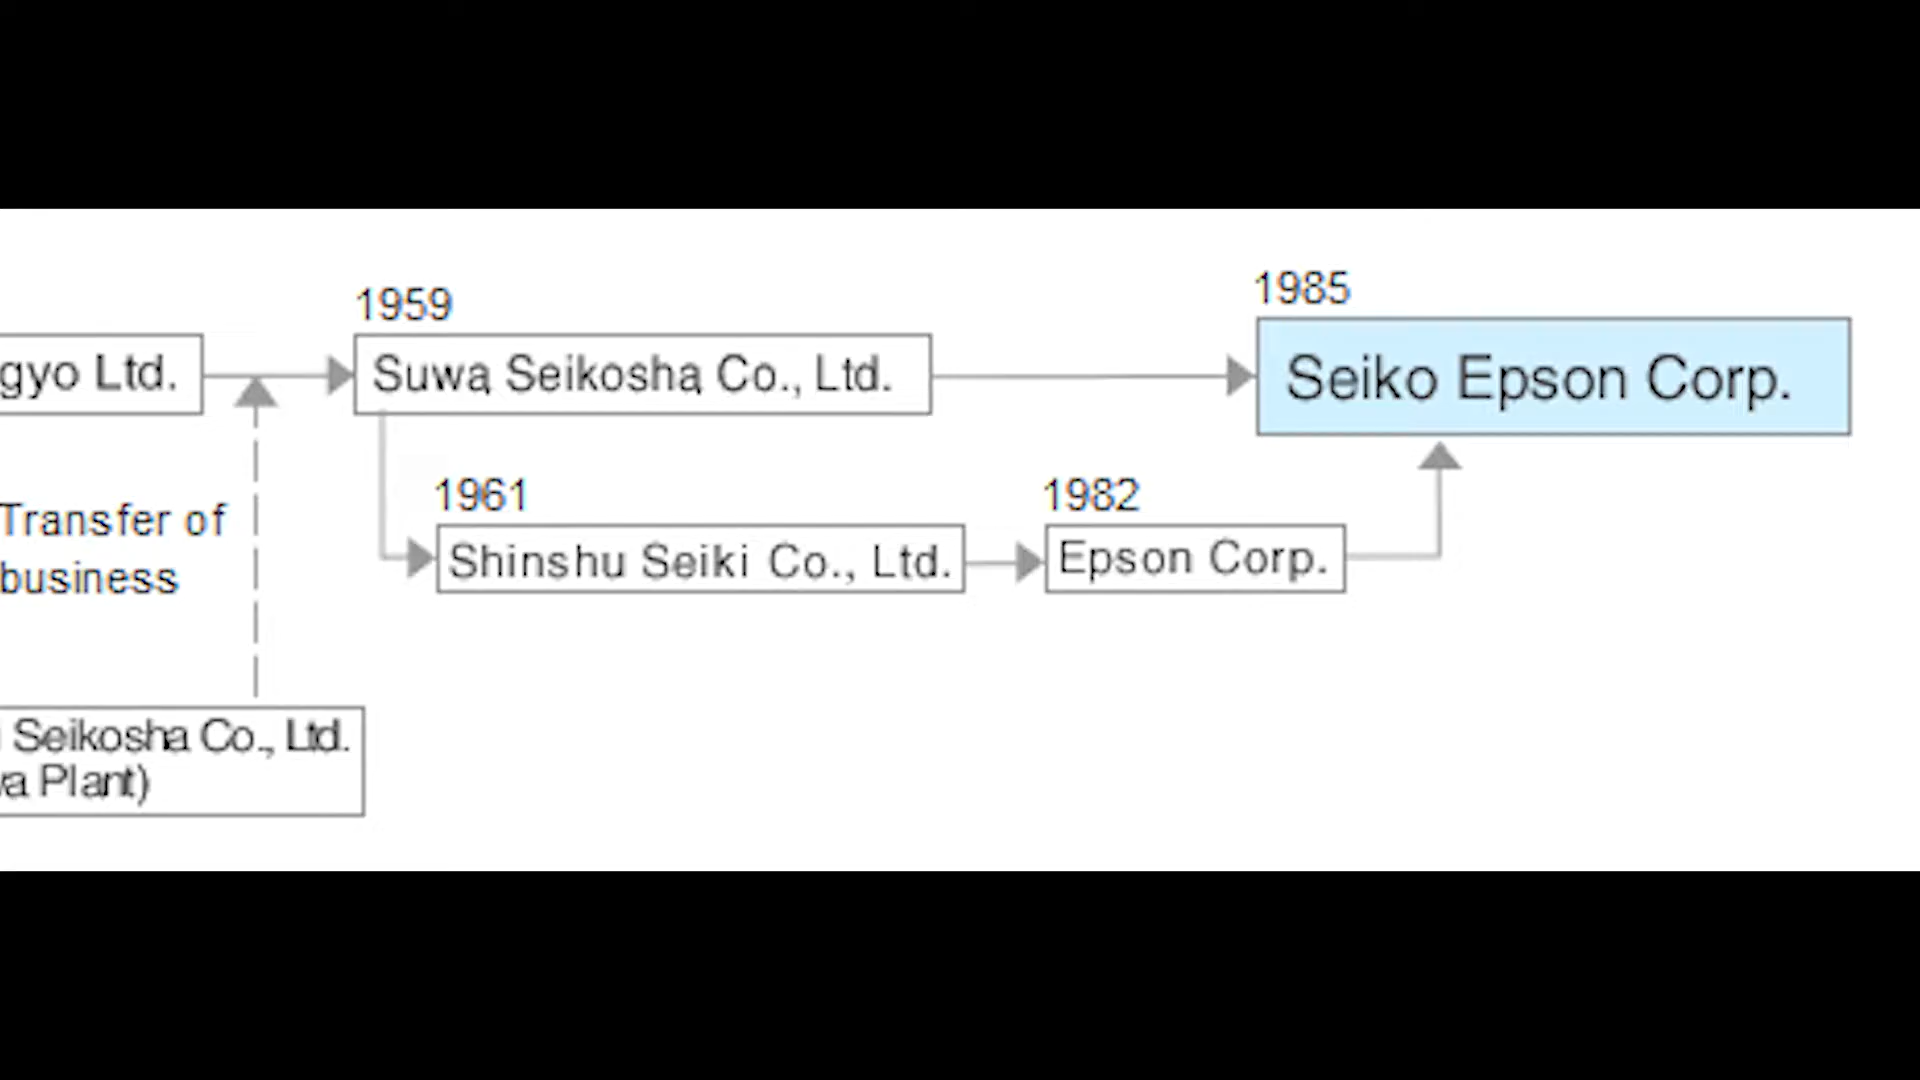 1959
1985
gyo Ltd.
Suwa Seikosha Co., Ltd.
Seiko Epson Corp.
1961
1982
Transfer of
business
Shinshu Seiki Co., Ltd.
Epson Corp.
Seikosha Co., Ltd.
Plant)